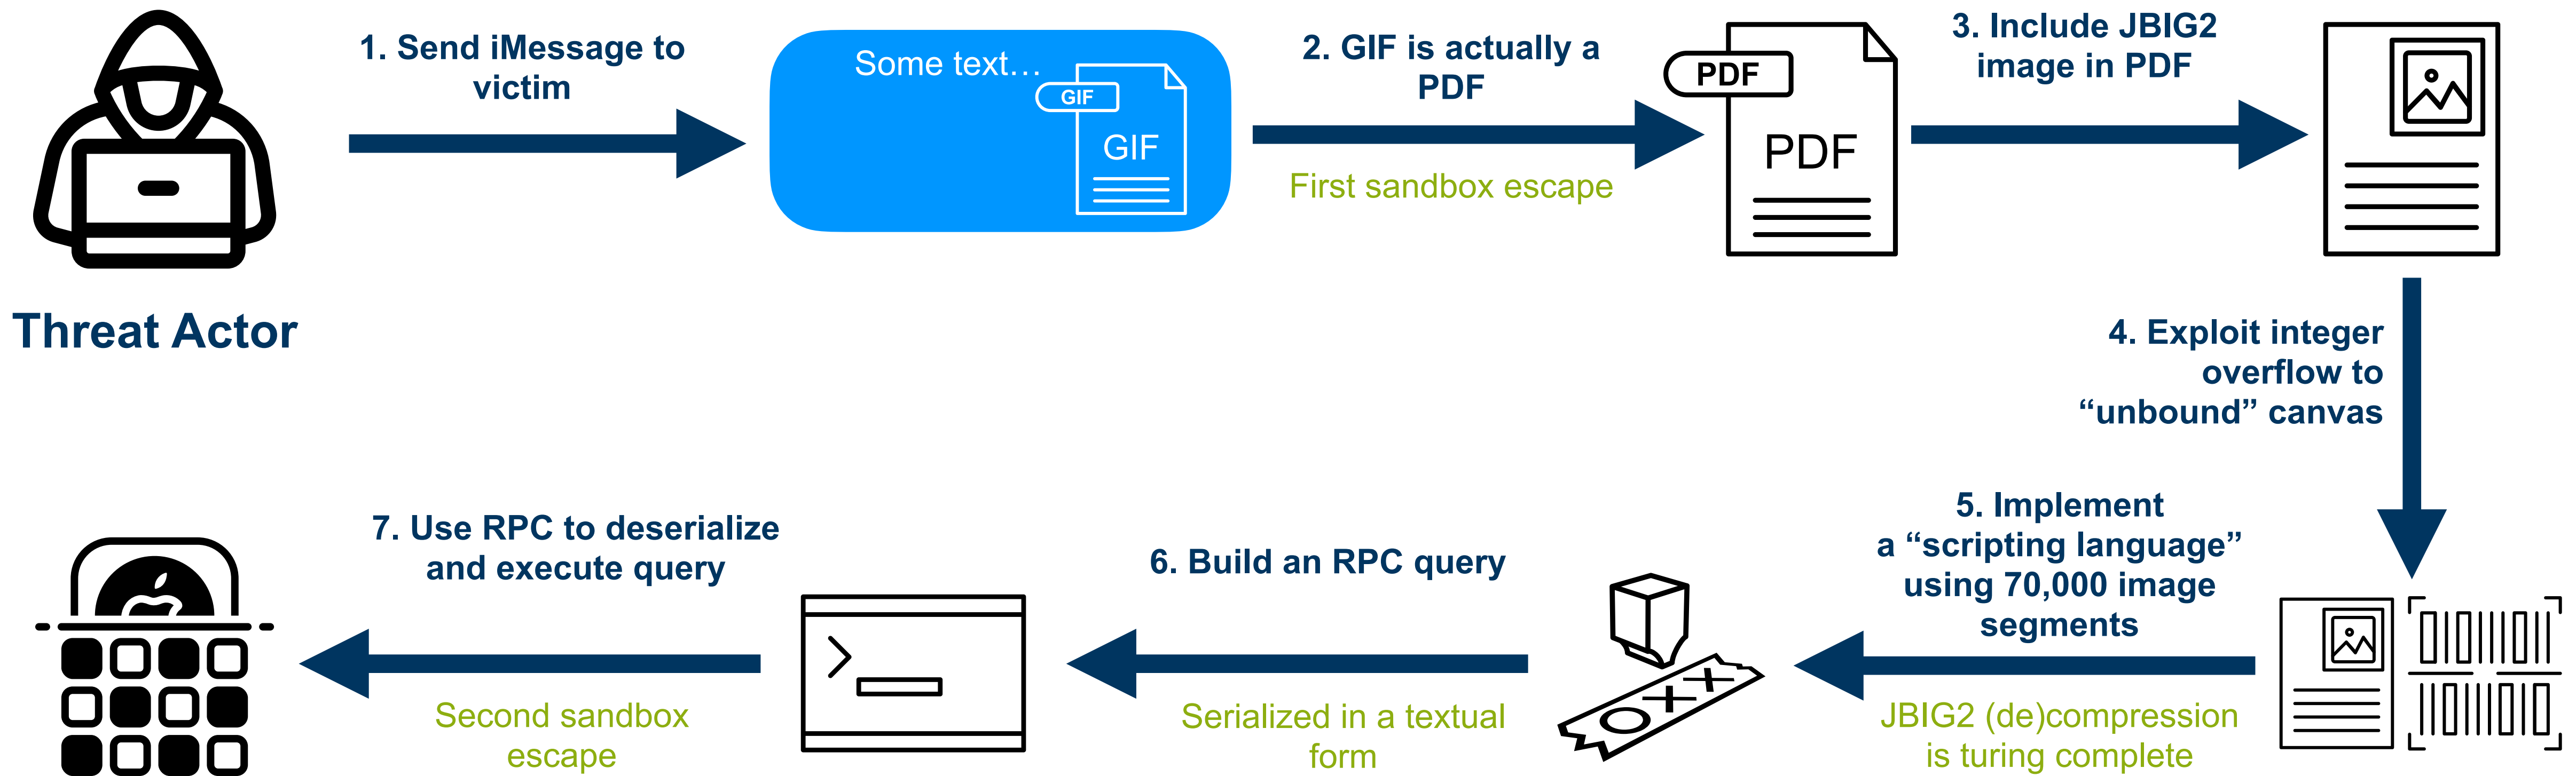 1. Send iMessage to
victim
Some text...
GIF
GIF
2. GIF is actually a
PDF
First sandbox escape
PDF
PDF
3. Include JBIG2
image in PDF
Threat Actor
4. Exploit integer
overflow to
“unbound” canvas
5. Implement
a “scripting language”
using 70,000 image
segments
JBIG2 (de)compression
is turing complete
OXX
6. Build an RPC query
Serialized in a textual
form
>
7. Use RPC to deserialize
and execute query
Second sandbox
escape